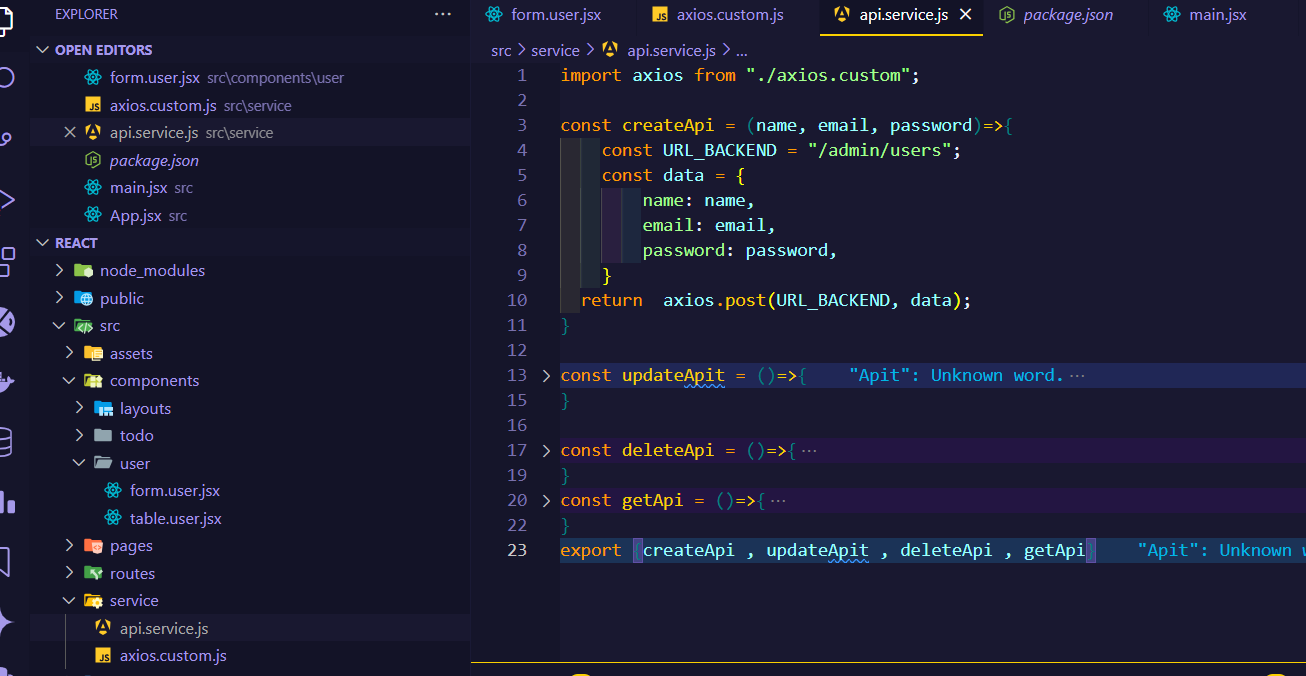 EXPLORER ...
OPEN EDITORS
form.user.jsx src\components\user
axios.custom.js src\service
api.service.js src\service
package.json
main.jsx src
App.jsx src
REACT
node_modules
public
src
assets
components
layouts
todo
user
form.user.jsx
table.user.jsx
pages
routes
service
api.service.js
axios.custom.js
form.user.jsx axios.custom.js api.service.js package.json main.jsx
src > service > api.service.js > ...
1 import axios from "./axios.custom";
2
3 const createApi = (name, email, password)=>{
4 const URL_BACKEND = "/admin/users";
5 const data = {
6 name: name,
7 email: email,
8 password: password,
9 }
10 return axios.post(URL_BACKEND, data);
11 }
12
13 const updateApit = ()=>{ "Apit": Unknown word. ...
15 }
16
17 const deleteApi = ()=>{ ...
19 }
20 const getApi = ()=>{ ...
22 }
23 export {createApi , updateApit , deleteApi , getApi} "Apit": Unknown